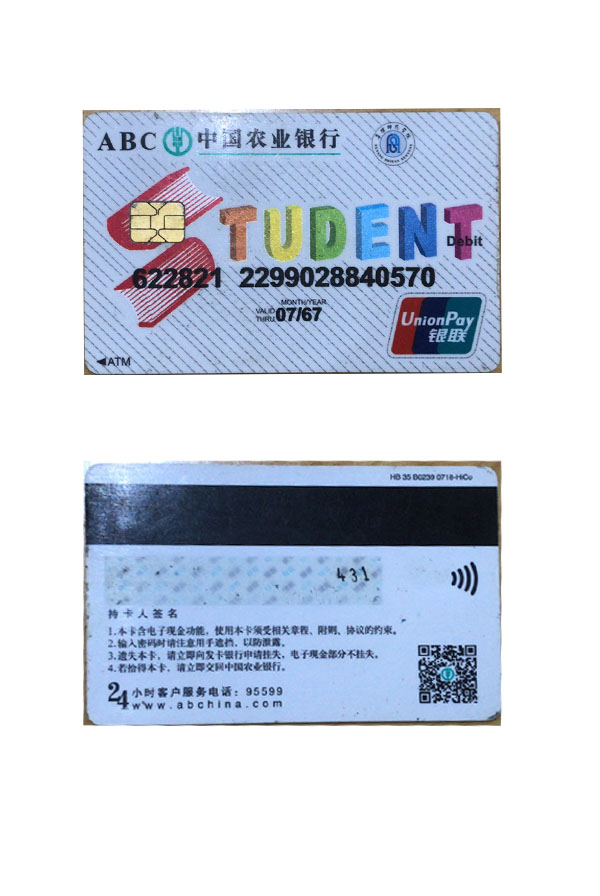 ABC 中国农业银行
STUDENT
Debit
622821 2299028840570
MONTH/YEAR
VALID THRU 07/67
UnionPay
银联
◀ATM
HB 35 B0239 0718-HiCo
431
持卡人签名
1.本卡含电子现金功能，使用本卡须受相关章程、附则、协议的约束。
2.输入密码时请注意用手遮挡、以防泄露。
3.遗失本卡，请立即向发卡银行申请挂失，电子现金部分不挂失。
4.若拾得本卡，请立即交回中国农业银行。
24小时客户服务电话：95599
www.abchina.com